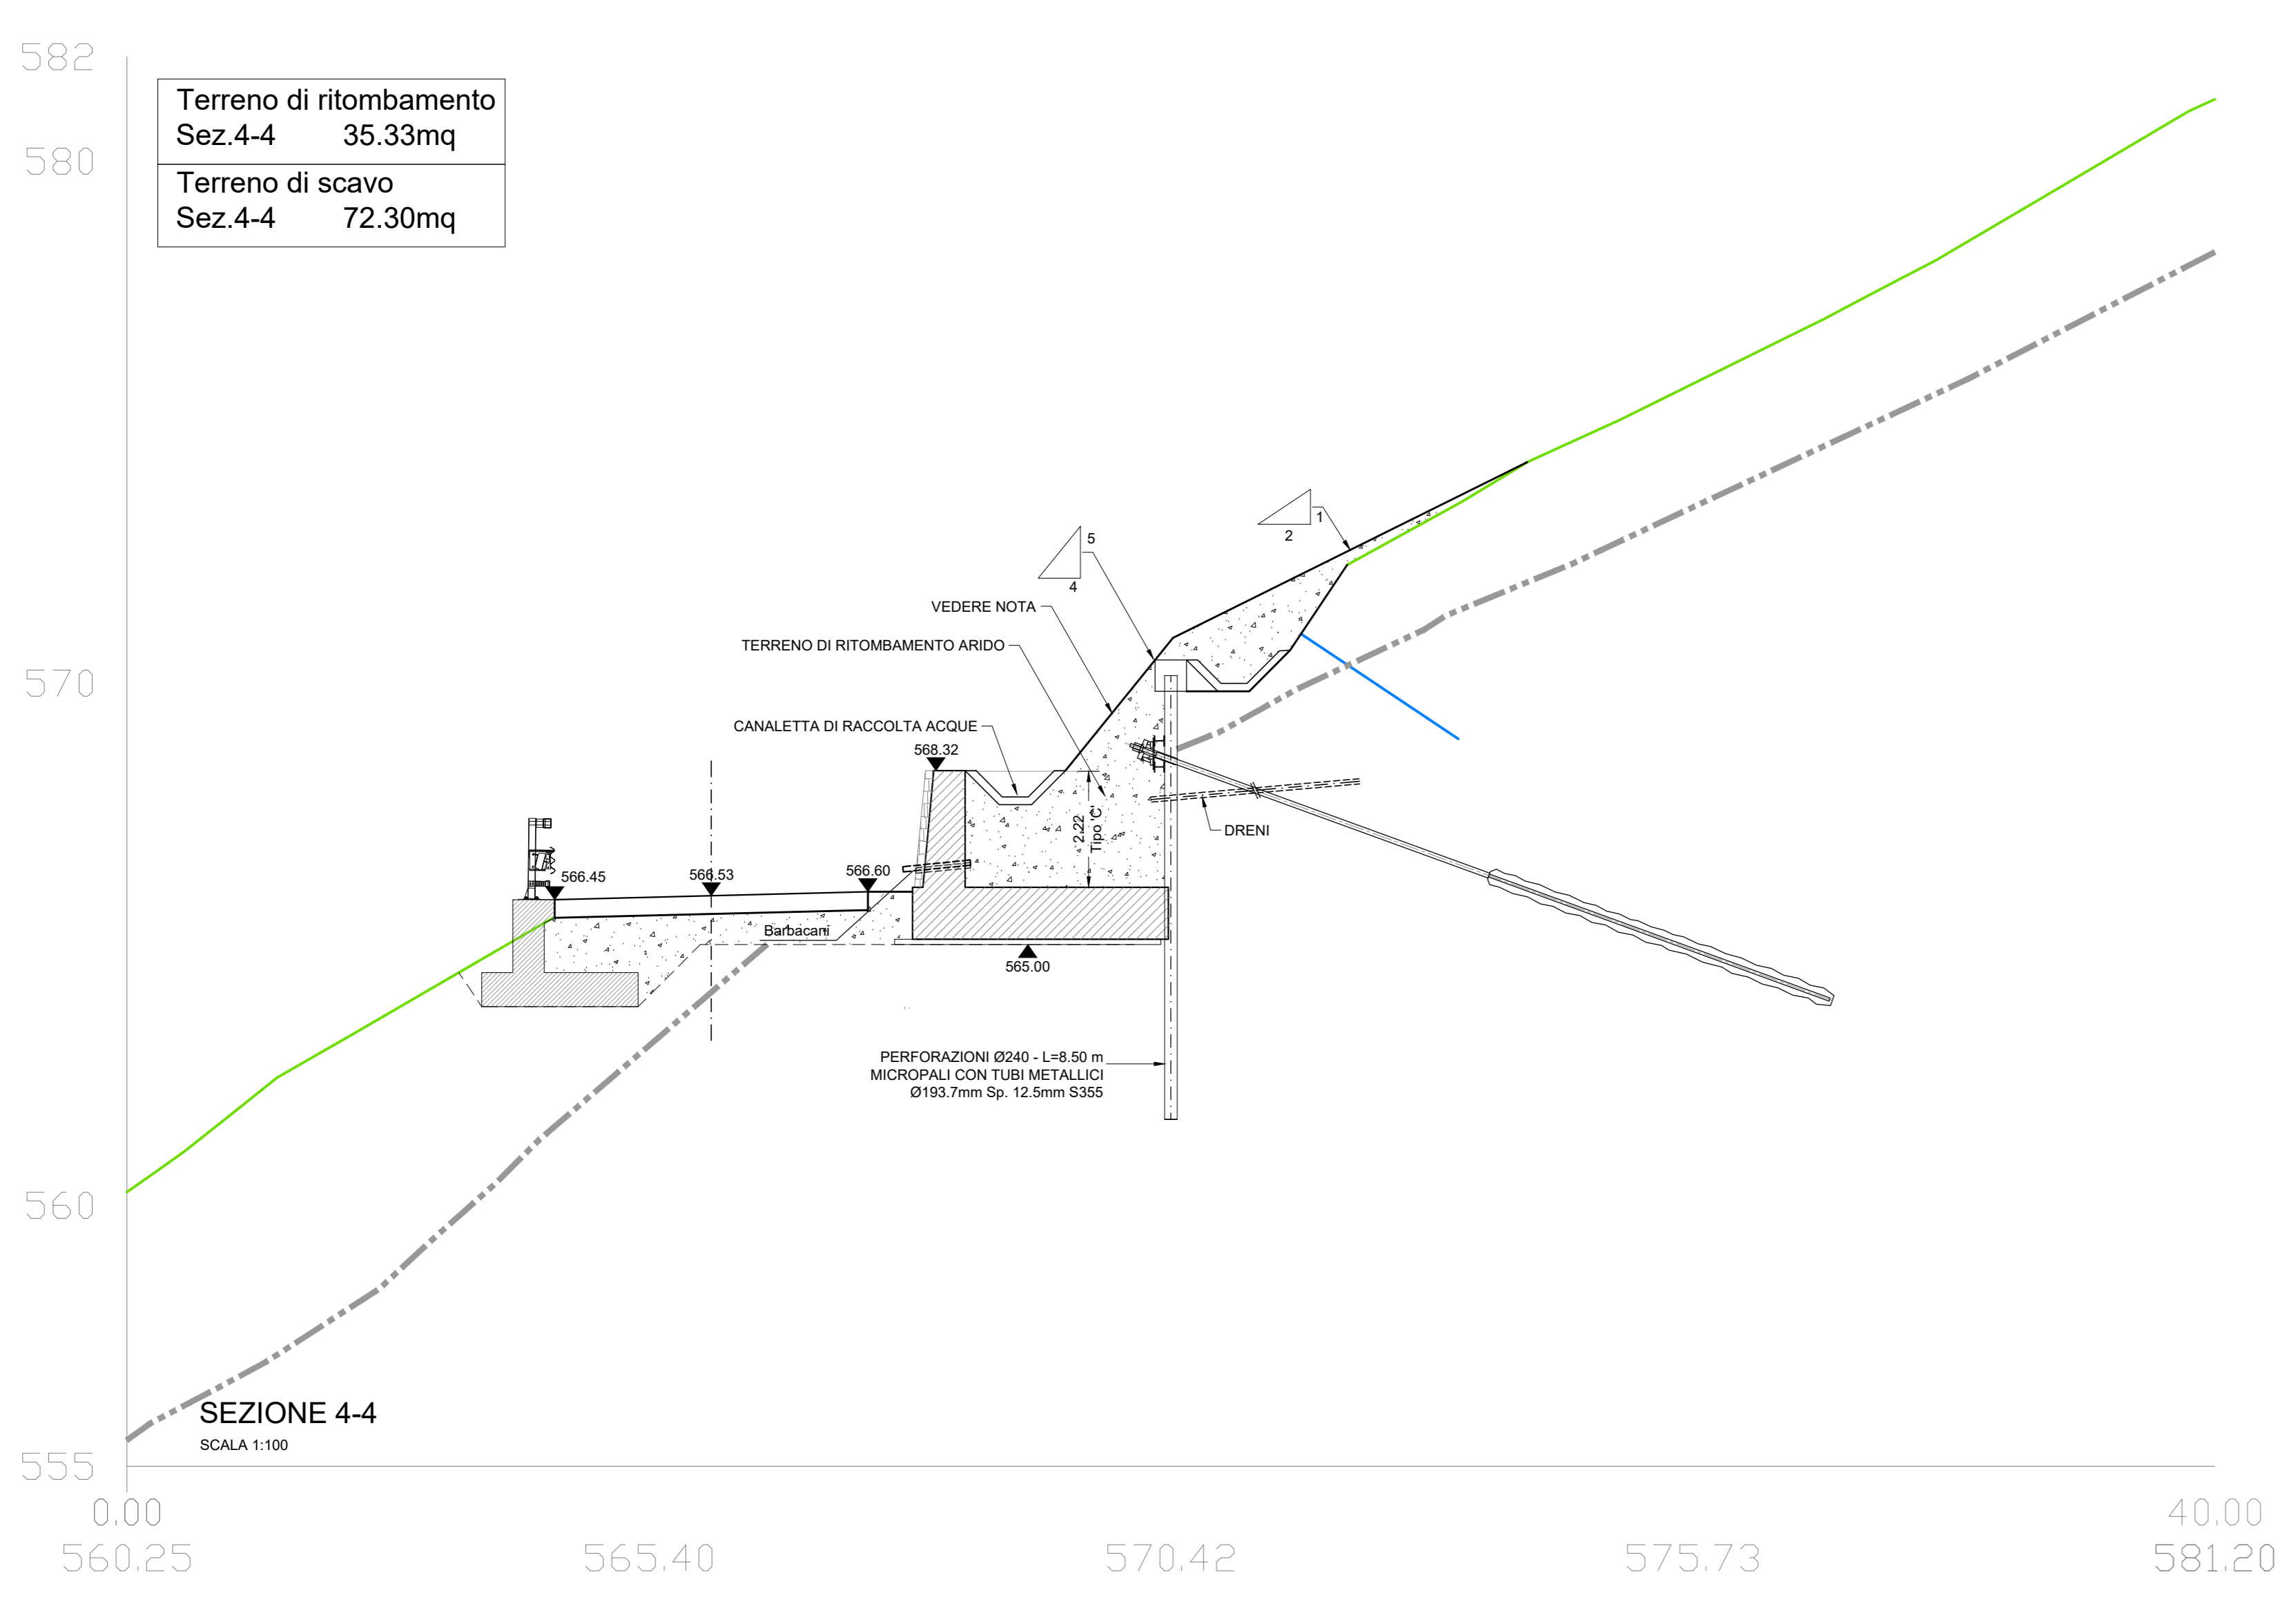 582
Terreno di ritombamento
Sez.4-4 35.33mq
580
Terreno di scavo
Sez.4-4 72.30mq
5
4
1
2
VEDERE NOTA
TERRENO DI RITOMBAMENTO ARIDO
570
CANALETTA DI RACCOLTA ACQUE
568.32
2.22
Tipo 'C'
DRENI
566.45
566.53
566.60
Barbacani
565.00
PERFORAZIONI Ø240 - L=8.50 m
MICROPALI CON TUBI METALLICI
Ø193.7mm Sp. 12.5mm S355
560
SEZIONE 4-4
SCALA 1:100
555
0.00 40.00
560.25 565.40 570.42 575.73 581.20